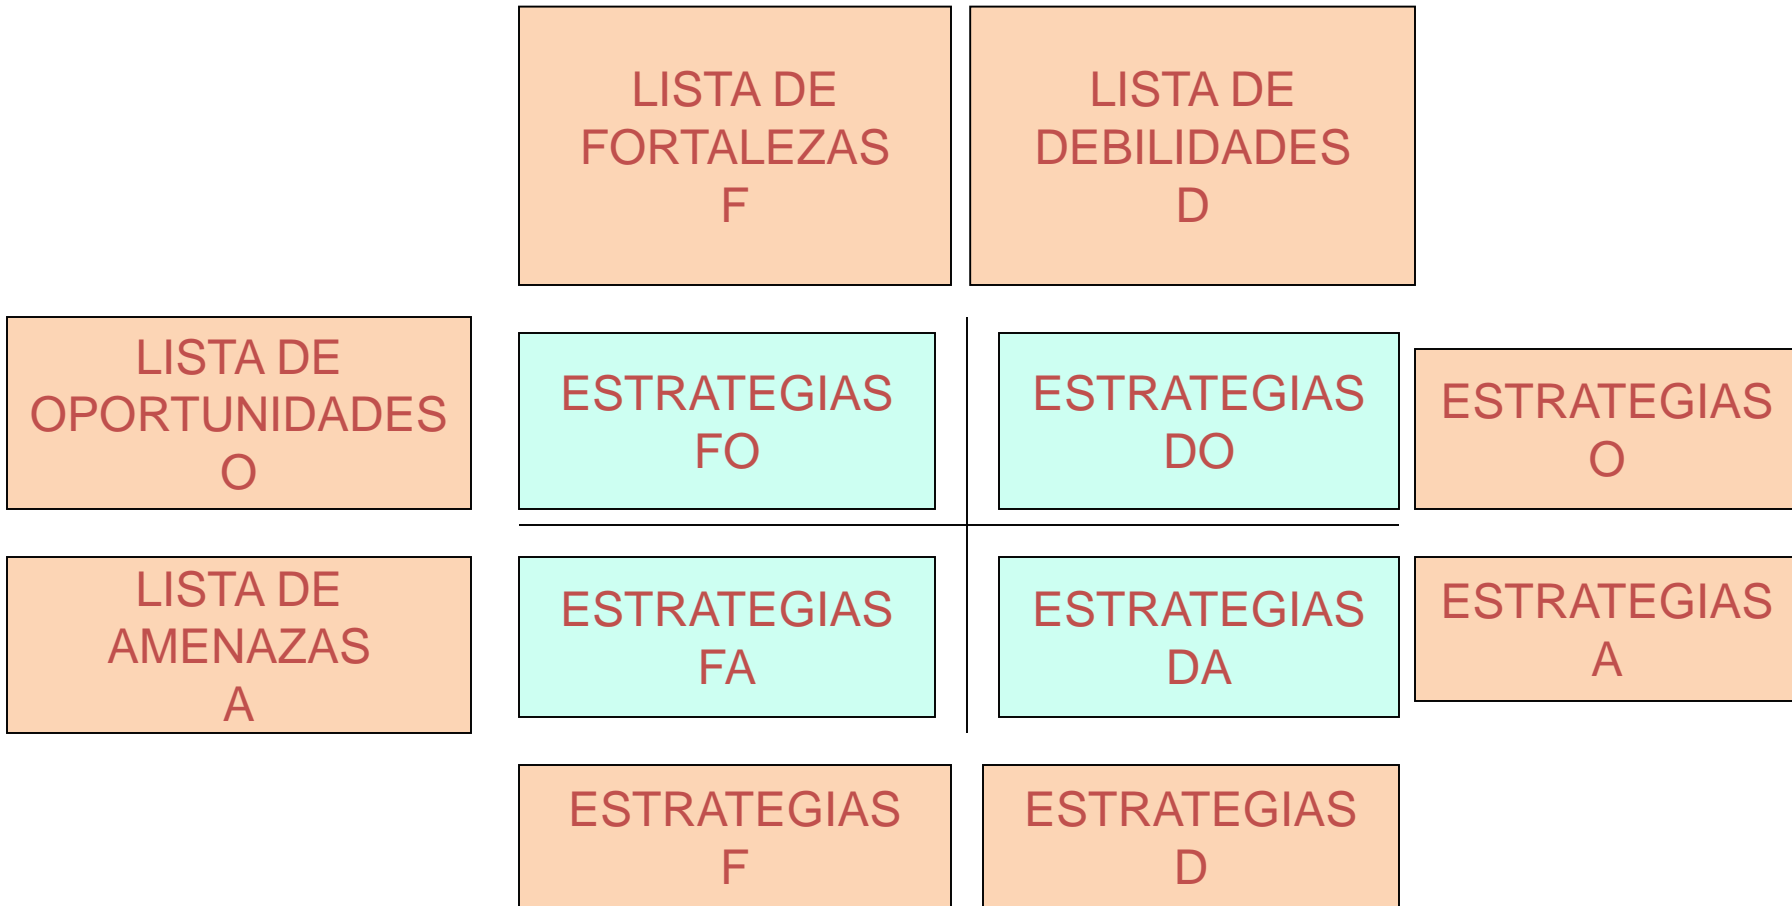 LISTA DE
FORTALEZAS
F
LISTA DE
DEBILIDADES
D
LISTA DE
OPORTUNIDADES
O
ESTRATEGIAS
FO
ESTRATEGIAS
DO
ESTRATEGIAS
O
LISTA DE
AMENAZAS
A
ESTRATEGIAS
FA
ESTRATEGIAS
DA
ESTRATEGIAS
A
ESTRATEGIAS
F
ESTRATEGIAS
D